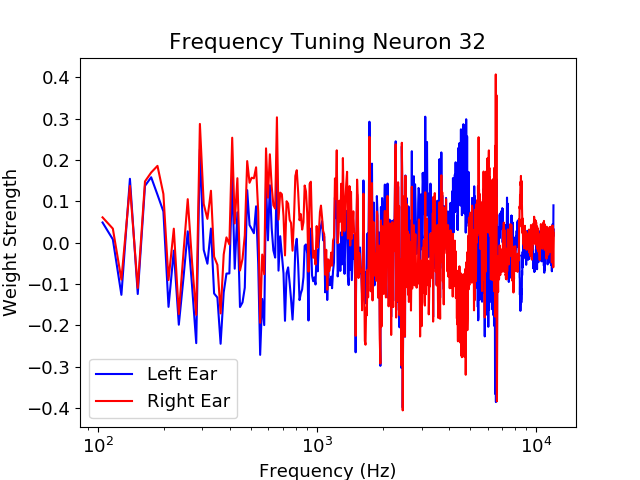 Frequency Tuning Neuron 32
Weight Strength
0.4
0.3
0.2
0.1
0.0
−0.1
−0.2
−0.3
−0.4
Left Ear
Right Ear
10²
10³
10⁴
Frequency (Hz)